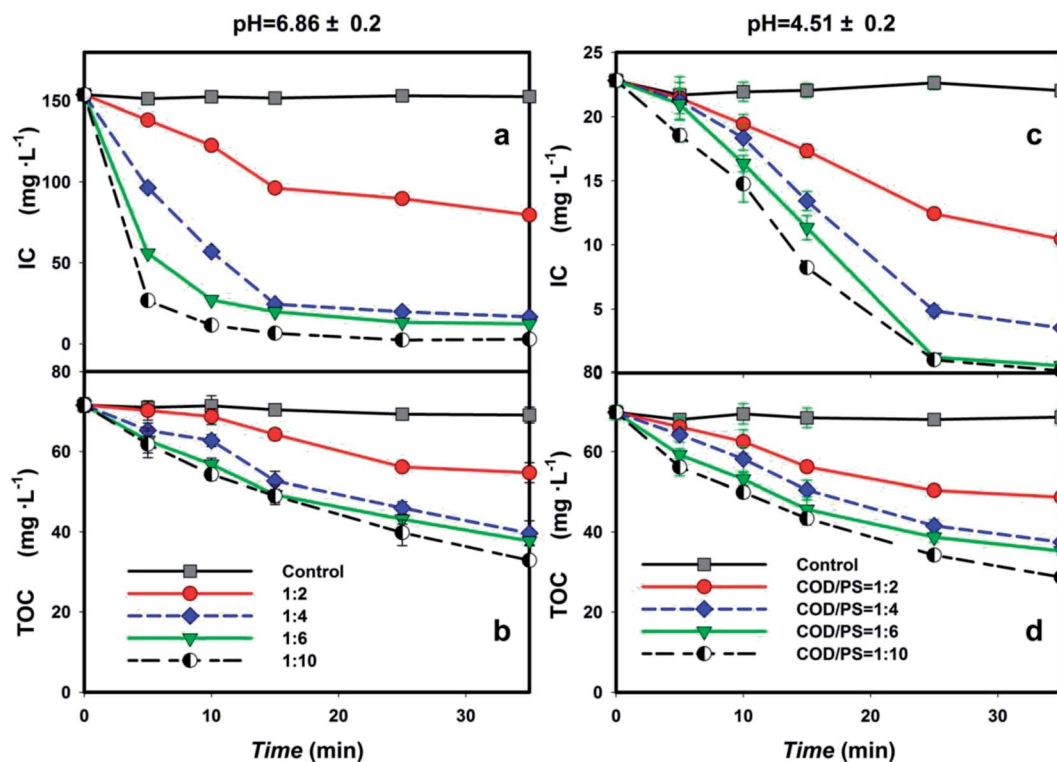 pH=6.86 ± 0.2
pH=4.51 ± 0.2
150
100
50
0
IC (mg ·L⁻¹)
a
25
20
15
10
5
0
IC (mg ·L⁻¹)
c
80
60
40
20
0
TOC (mg ·L⁻¹)
Control
1:2
1:4
1:6
1:10
b
0
10
20
30
Time (min)
80
60
40
20
0
TOC (mg ·L⁻¹)
Control
COD/PS=1:2
COD/PS=1:4
COD/PS=1:6
COD/PS=1:10
d
0
10
20
30
Time (min)